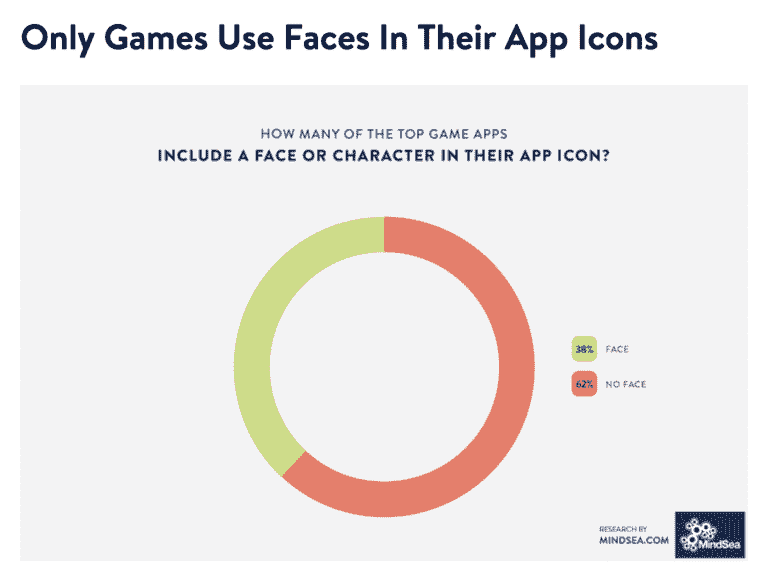 Only Games Use Faces In Their App Icons
HOW MANY OF THE TOP GAME APPS
INCLUDE A FACE OR CHARACTER IN THEIR APP ICON?
38% FACE
62% NO FACE
RESEARCH BY
MINDSEA.COM
MindSea